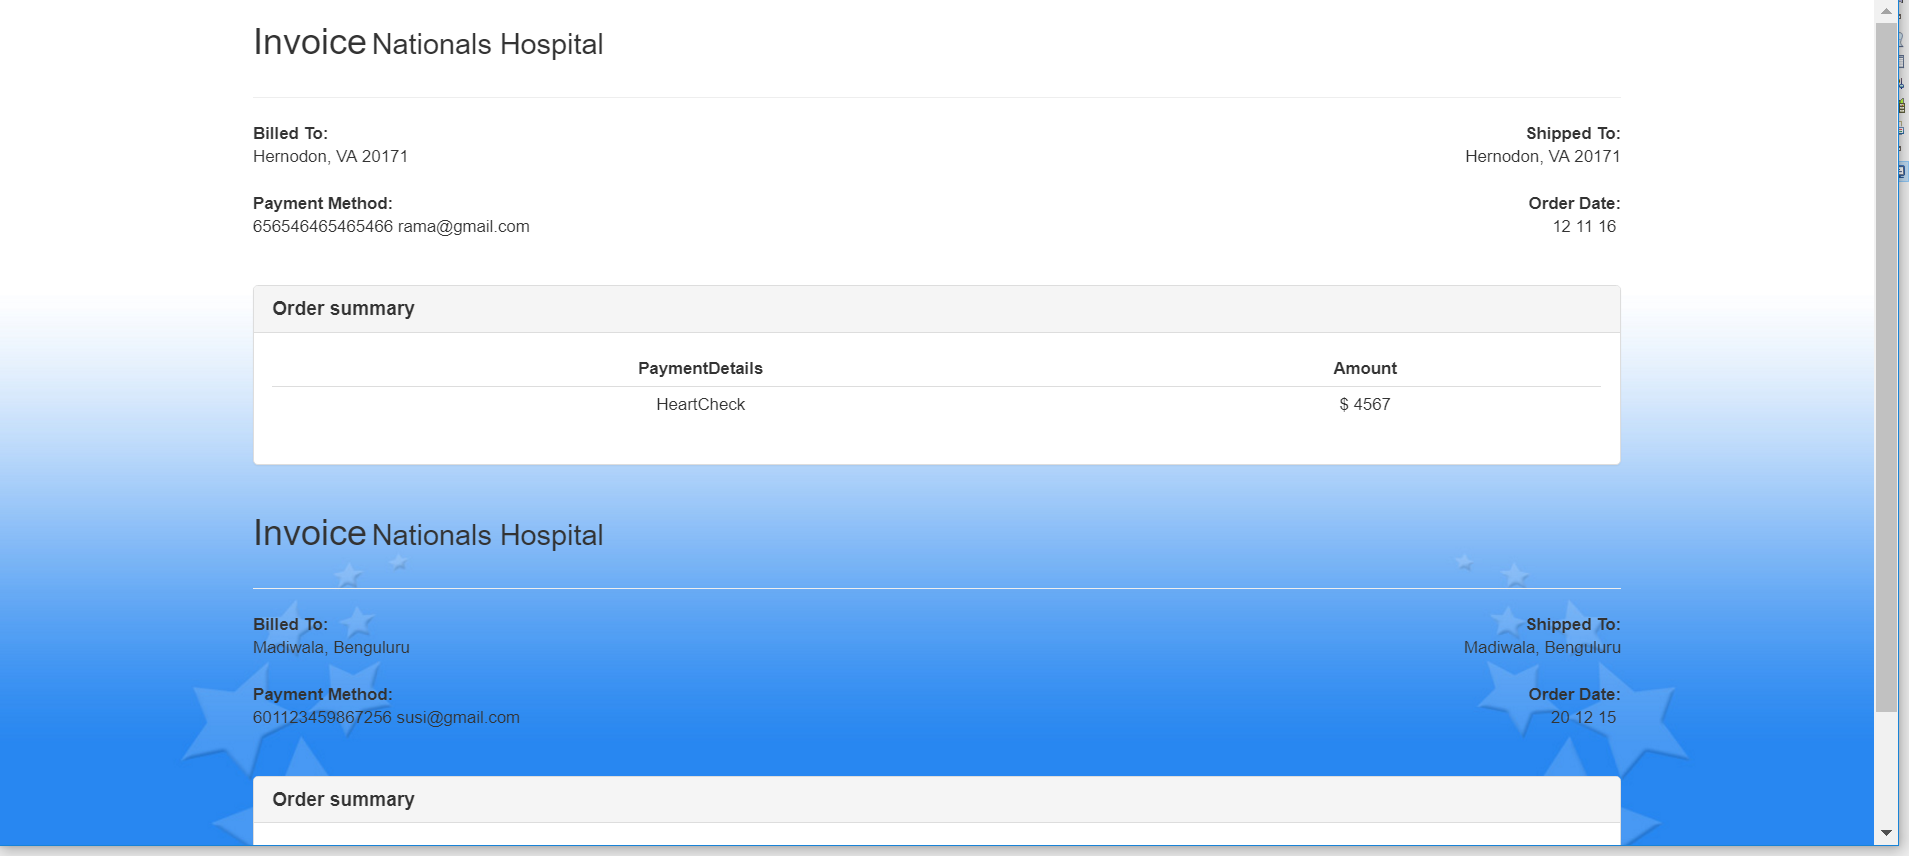 Invoice Nationals Hospital
Billed To: Shipped To:
Hernodon, VA 20171 Hernodon, VA 20171
Payment Method: Order Date:
656546465465466 rama@gmail.com 12 11 16
Order summary
PaymentDetails Amount
HeartCheck $ 4567
Invoice Nationals Hospital
Billed To: Shipped To:
Madiwala, Benguluru Madiwala, Benguluru
Payment Method: Order Date:
601123459867256 susi@gmail.com 20 12 15
Order summary